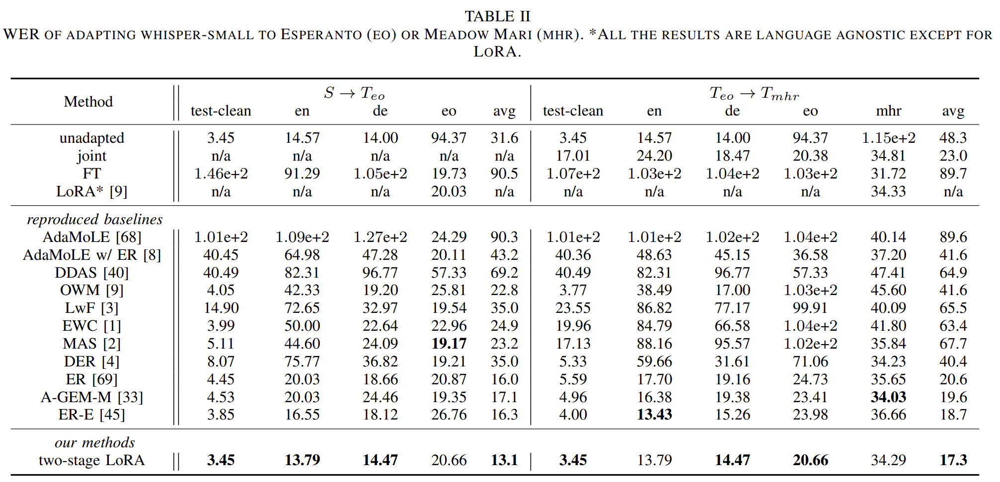 TABLE II
WER OF ADAPTING WHISPER-SMALL TO ESPERANTO (EO) OR MEADOW MARI (MHR). *ALL THE RESULTS ARE LANGUAGE AGNOSTIC EXCEPT FOR
LORA.
Method S → T_eo T_eo → T_mhr
test-clean en de eo avg test-clean en de eo mhr avg
unadapted 3.45 14.57 14.00 94.37 31.6 3.45 14.57 14.00 94.37 1.15e+2 48.3
joint n/a n/a n/a n/a n/a 17.01 24.20 18.47 20.38 34.81 23.0
FT 1.46e+2 91.29 1.05e+2 19.73 90.5 1.07e+2 1.03e+2 1.04e+2 1.03e+2 31.72 89.7
LoRA* [9] n/a n/a n/a 20.03 n/a n/a n/a n/a n/a 34.33 n/a
reproduced baselines
AdaMoLE [68] 1.01e+2 1.09e+2 1.27e+2 24.29 90.3 1.01e+2 1.01e+2 1.02e+2 1.04e+2 40.14 89.6
AdaMoLE w/ ER [8] 40.45 64.98 47.28 20.11 43.2 40.36 48.63 45.15 36.58 37.20 41.6
DDAS [40] 40.49 82.31 96.77 57.33 69.2 40.49 82.31 96.77 57.33 47.41 64.9
OWM [9] 4.05 42.33 19.20 25.81 22.8 3.77 38.49 17.00 1.03e+2 45.60 41.6
LwF [3] 14.90 72.65 32.97 19.54 35.0 23.55 86.82 77.17 99.91 40.09 65.5
EWC [1] 3.99 50.00 22.64 22.96 24.9 19.96 84.79 66.58 1.04e+2 41.80 63.4
MAS [2] 5.11 44.60 24.09 19.17 23.2 17.13 88.16 95.57 1.02e+2 35.84 67.7
DER [4] 8.07 75.77 36.82 19.21 35.0 5.33 59.66 31.61 71.06 34.23 40.4
ER [69] 4.45 20.03 18.66 20.87 16.0 5.59 17.70 19.16 24.73 35.65 20.6
A-GEM-M [33] 4.53 20.03 24.46 19.35 17.1 4.96 16.38 19.38 23.41 34.03 19.6
ER-E [45] 3.85 16.55 18.12 26.76 16.3 4.00 13.43 15.26 23.98 36.66 18.7
our methods
two-stage LoRA 3.45 13.79 14.47 20.66 13.1 3.45 13.79 14.47 20.66 34.29 17.3